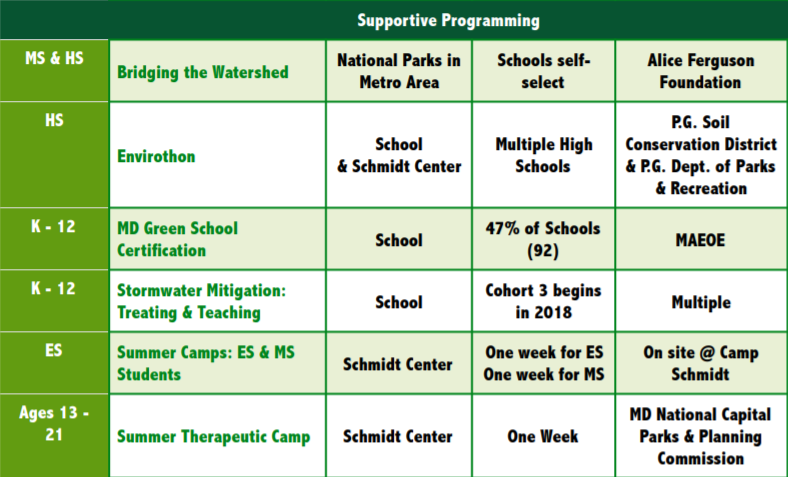 Supportive Programming
MS & HS
Bridging the Watershed
National Parks in
Metro Area
Schools self-
select
Alice Ferguson
Foundation
HS
Envirothon
School
& Schmidt Center
Multiple High
Schools
P.G. Soil
Conservation District
& P.G. Dept. of Parks
& Recreation
K - 12
MD Green School
Certification
School
47% of Schools
(92)
MAEOE
K - 12
Stormwater Mitigation:
Treating & Teaching
School
Cohort 3 begins
in 2018
Multiple
ES
Summer Camps: ES & MS
Students
Schmidt Center
One week for ES
One week for MS
On site @ Camp
Schmidt
Ages 13 -
21
Summer Therapeutic Camp
Schmidt Center
One Week
MD National Capital
Parks & Planning
Commission